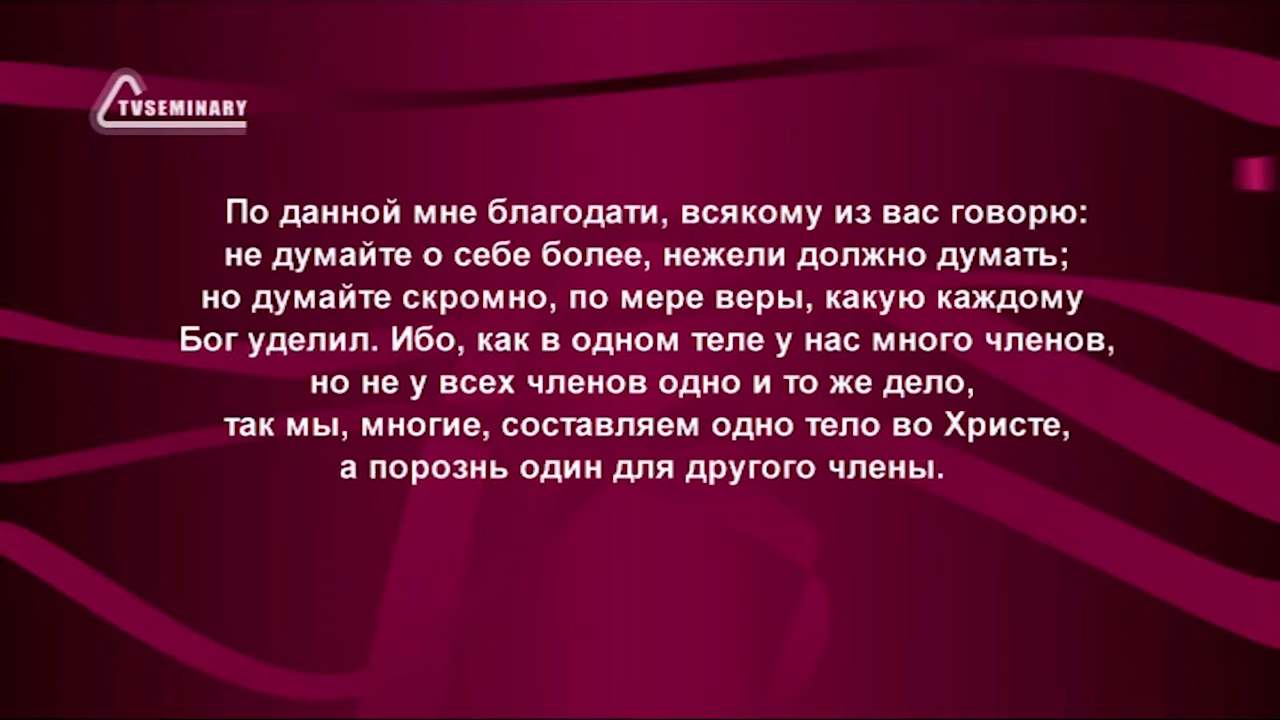 TVSEMINARY
По данной мне благодати, всякому из вас говорю:
не думайте о себе более, нежели должно думать;
но думайте скромно, по мере веры, какую каждому
Бог уделил. Ибо, как в одном теле у нас много членов,
но не у всех членов одно и то же дело,
так мы, многие, составляем одно тело во Христе,
а порознь один для другого члены.